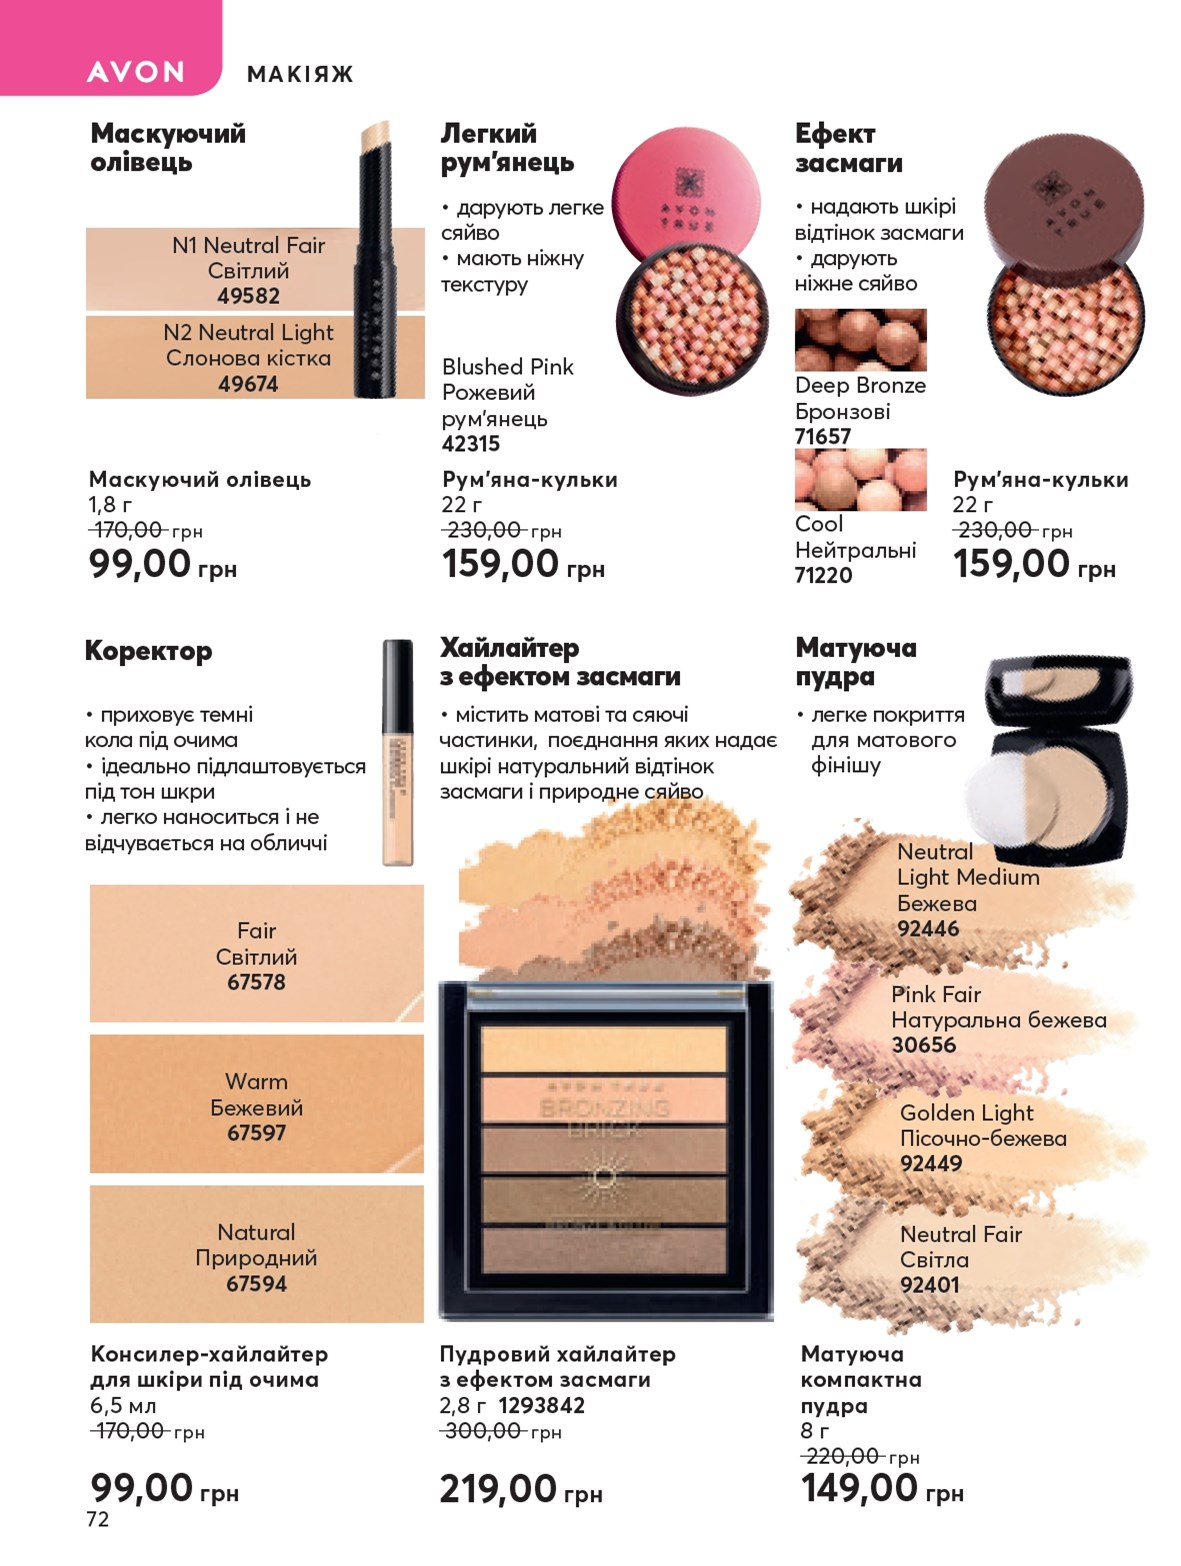 AVON
МАКІЯЖ
Маскуючий
олівець
N1 Neutral Fair
Світлий
49582
N2 Neutral Light
Слонова кістка
49674
Маскуючий олівець
1,8 г
170,00 грн
99,00 грн
Легкий
рум'янець
• дарують легке
сяйво
• мають ніжну
текстуру
AVON
TRUE
Blushed Pink
Рожевий
рум'янець
42315
Рум'яна-кульки
22 г
230,00 грн
159,00 грн
Ефект
засмаги
• надають шкірі
відтінок засмаги
• дарують
ніжне сяйво
AVON
TRUE
Deep Bronze
Бронзові
71657
Cool
Нейтральні
71220
Рум'яна-кульки
22 г
230,00 грн
159,00 грн
Коректор
• приховує темні
кола під очима
• ідеально підлаштовується
під тон шкри
• легко наноситься і не
відчувається на обличчі
Fair
Світлий
67578
Warm
Бежевий
67597
Natural
Природний
67594
Консилер-хайлайтер
для шкіри під очима
6,5 мл
170,00 грн
99,00 грн
Хайлайтер
з ефектом засмаги
• містить матові та сяючі
частинки, поєднання яких надає
шкірі натуральний відтінок
засмаги і природне сяйво
AVON TRUE
BRONZING
BRICK
Пудровий хайлайтер
з ефектом засмаги
2,8 г 1293842
300,00 грн
219,00 грн
Матуюча
пудра
• легке покриття
для матового
фінішу
Neutral
Light Medium
Бежева
92446
Pink Fair
Натуральна бежева
30656
Golden Light
Пісочно-бежева
92449
Neutral Fair
Світла
92401
Матуюча
компактна
пудра
8 г
220,00 грн
149,00 грн
72